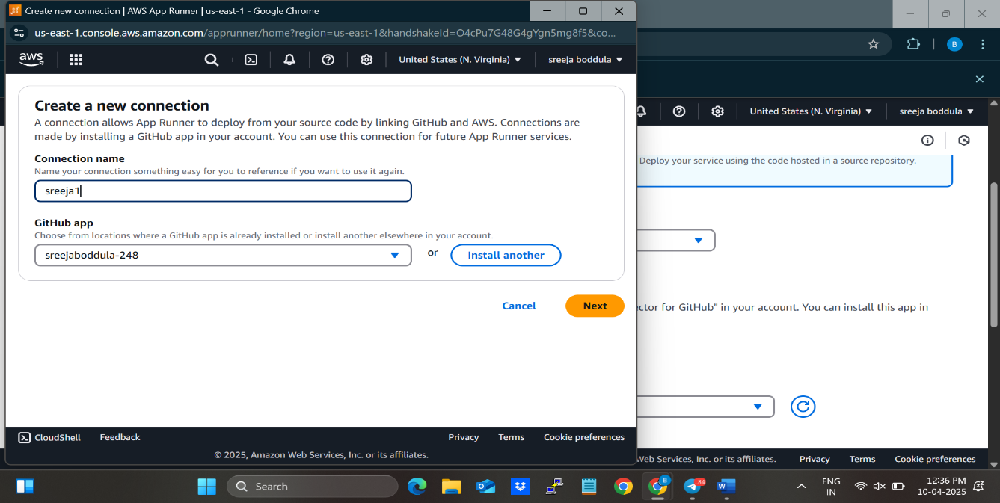 Create new connection | AWS App Runner | us-east-1 - Google Chrome
us-east-1.console.aws.amazon.com/apprunner/home?region=us-east-1&handshakeId=O4cPu7G48G4gYgn5mg8f5&co...
aws
United States (N. Virginia)
sreeja boddula
B
United States (N. Virginia)
sreeja boddula
Create a new connection
A connection allows App Runner to deploy from your source code by linking GitHub and AWS. Connections are
made by installing a GitHub app in your account. You can use this connection for future App Runner services.
Connection name
Name your connection something easy for you to reference if you want to use it again.
sreeja1
GitHub app
Choose from locations where a GitHub app is already installed or install another elsewhere in your account.
sreejaboddula-248
or
Install another
Cancel
Next
Deploy your service using the code hosted in a source repository.
ector for GitHub" in your account. You can install this app in
CloudShell
Feedback
Privacy
Terms
Cookie preferences
© 2025, Amazon Web Services, Inc. or its affiliates.
Web Services, Inc. or its affiliates.
Privacy
Terms
Cookie preferences
Search
B
84
W
ENG
IN
12:36 PM
10-04-2025